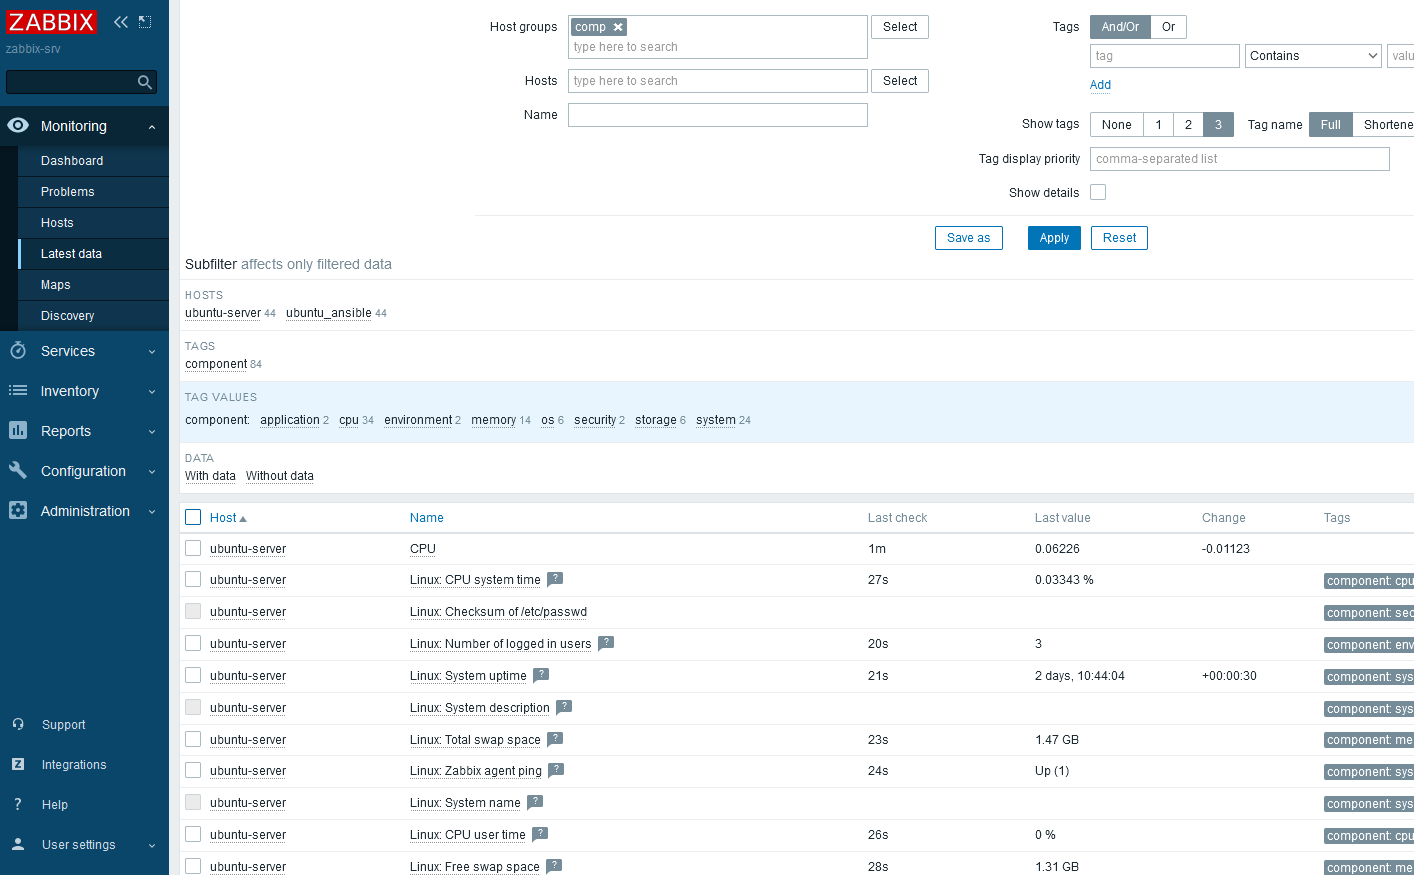 ZABBIX
zabbix-srv
Monitoring
Dashboard
Problems
Hosts
Latest data
Maps
Discovery
Services
Inventory
Reports
Configuration
Administration
Support
Integrations
Help
User settings
Host groups comp type here to search Select
Hosts type here to search Select
Name
Tags And/Or Or
tag Contains valu
Add
Show tags None 1 2 3 Tag name Full Shortene
Tag display priority comma-separated list
Show details
Save as Apply Reset
Subfilter affects only filtered data
HOSTS
ubuntu-server 44 ubuntu_ansible 44
TAGS
component 84
TAG VALUES
component: application 2 cpu 34 environment 2 memory 14 os 6 security 2 storage 6 system 24
DATA
With data Without data
Host Name Last check Last value Change Tags
ubuntu-server CPU 1m 0.06226 -0.01123
ubuntu-server Linux: CPU system time ? 27s 0.03343 % component: cpu
ubuntu-server Linux: Checksum of /etc/passwd component: sec
ubuntu-server Linux: Number of logged in users ? 20s 3 component: env
ubuntu-server Linux: System uptime ? 21s 2 days, 10:44:04 +00:00:30 component: sys
ubuntu-server Linux: System description ? component: sys
ubuntu-server Linux: Total swap space ? 23s 1.47 GB component: me
ubuntu-server Linux: Zabbix agent ping ? 24s Up (1) component: sys
ubuntu-server Linux: System name ? component: sys
ubuntu-server Linux: CPU user time ? 26s 0 % component: cpu
ubuntu-server Linux: Free swap space ? 28s 1.31 GB component: me